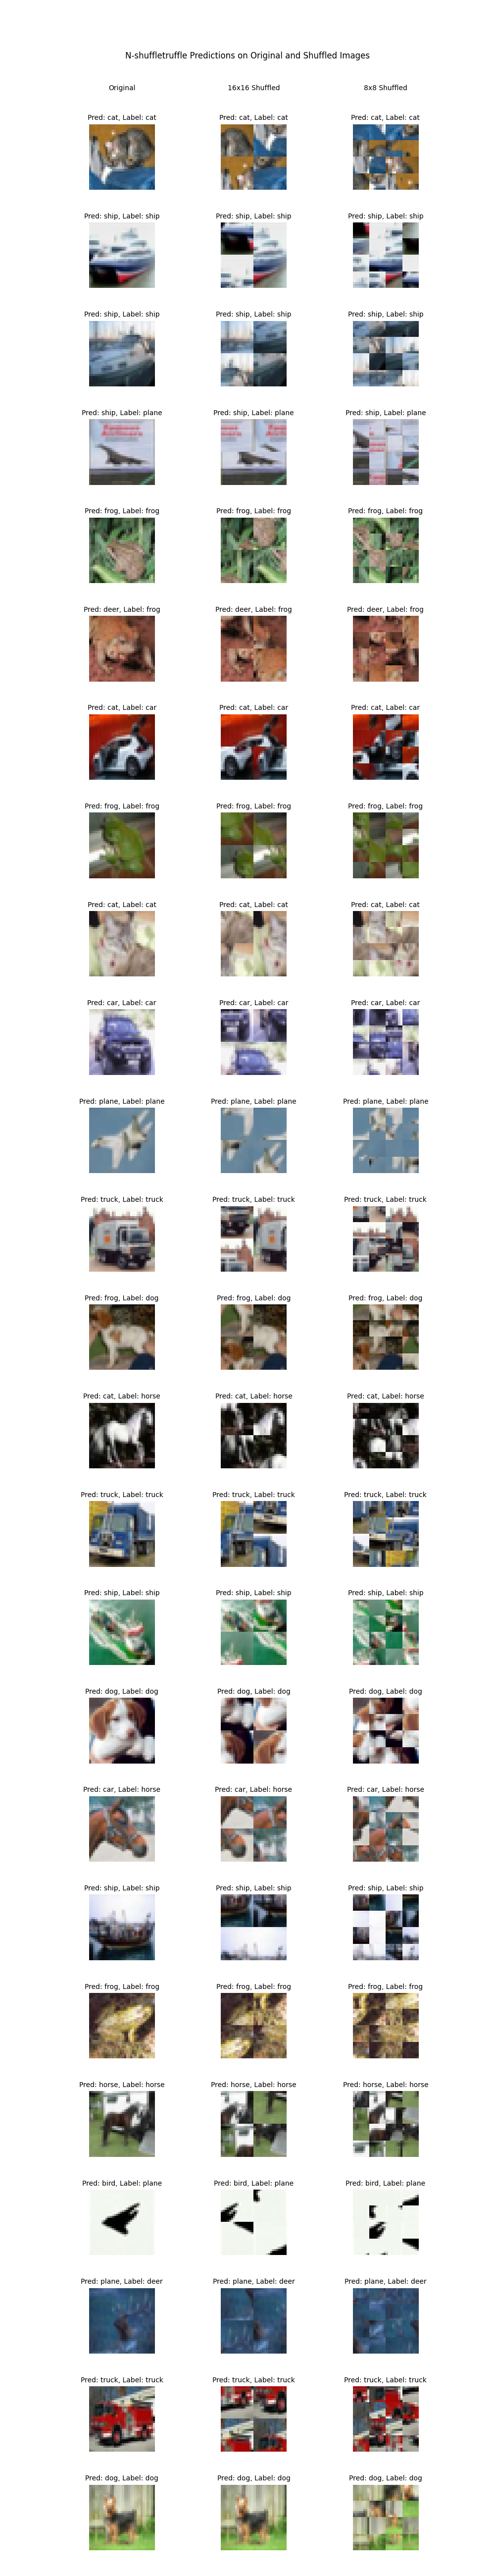 N-shuffletruffle Predictions on Original and Shuffled Images
Original 16x16 Shuffled 8x8 Shuffled
Pred: cat, Label: cat Pred: cat, Label: cat Pred: cat, Label: cat
Pred: ship, Label: ship Pred: ship, Label: ship Pred: ship, Label: ship
Pred: ship, Label: ship Pred: ship, Label: ship Pred: ship, Label: ship
Pred: ship, Label: plane Pred: ship, Label: plane Pred: ship, Label: plane
Pred: frog, Label: frog Pred: frog, Label: frog Pred: frog, Label: frog
Pred: deer, Label: frog Pred: deer, Label: frog Pred: deer, Label: frog
Pred: cat, Label: car Pred: cat, Label: car Pred: cat, Label: car
Pred: frog, Label: frog Pred: frog, Label: frog Pred: frog, Label: frog
Pred: cat, Label: cat Pred: cat, Label: cat Pred: cat, Label: cat
Pred: car, Label: car Pred: car, Label: car Pred: car, Label: car
Pred: plane, Label: plane Pred: plane, Label: plane Pred: plane, Label: plane
Pred: truck, Label: truck Pred: truck, Label: truck Pred: truck, Label: truck
Pred: frog, Label: dog Pred: frog, Label: dog Pred: frog, Label: dog
Pred: cat, Label: horse Pred: cat, Label: horse Pred: cat, Label: horse
Pred: truck, Label: truck Pred: truck, Label: truck Pred: truck, Label: truck
Pred: ship, Label: ship Pred: ship, Label: ship Pred: ship, Label: ship
Pred: dog, Label: dog Pred: dog, Label: dog Pred: dog, Label: dog
Pred: car, Label: horse Pred: car, Label: horse Pred: car, Label: horse
Pred: ship, Label: ship Pred: ship, Label: ship Pred: ship, Label: ship
Pred: frog, Label: frog Pred: frog, Label: frog Pred: frog, Label: frog
Pred: horse, Label: horse Pred: horse, Label: horse Pred: horse, Label: horse
Pred: bird, Label: plane Pred: bird, Label: plane Pred: bird, Label: plane
Pred: plane, Label: deer Pred: plane, Label: deer Pred: plane, Label: deer
Pred: truck, Label: truck Pred: truck, Label: truck Pred: truck, Label: truck
Pred: dog, Label: dog Pred: dog, Label: dog Pred: dog, Label: dog